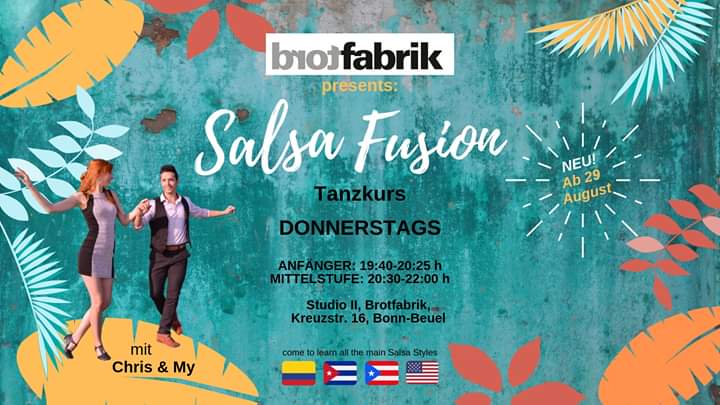 brotfabrik
presents:
Salsa Fusion
Tanzkurs
DONNERSTAGS
NEU!
Ab 29
August
ANFÄNGER: 19:40-20:25 h
MITTELSTUFE: 20:30-22:00 h
Studio II, Brotfabrik,
Kreuzstr. 16, Bonn-Beuel
mit
Chris & My
come to learn all the main Salsa Styles